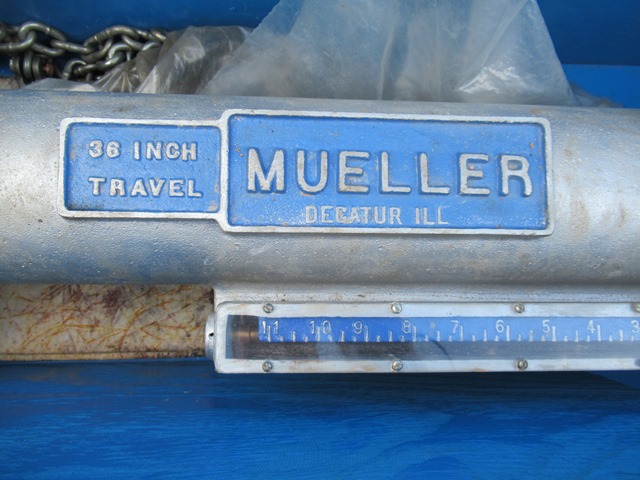 36 INCH
TRAVEL
MUELLER
DECATUR ILL
11 10 9 8 7 6 5 4 3